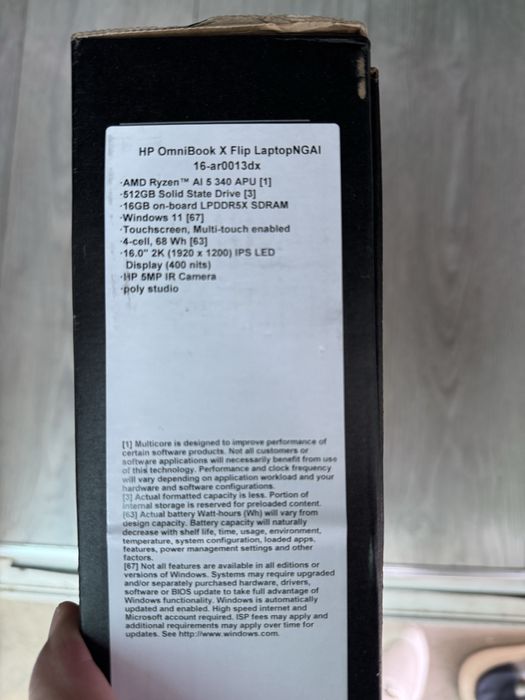 HP OmniBook X Flip LaptopNGAI
16-ar0013dx
·AMD Ryzen™ AI 5 340 APU [1]
·512GB Solid State Drive [3]
·16GB on-board LPDDR5X SDRAM
·Windows 11 [67]
·Touchscreen, Multi-touch enabled
·4-cell, 68 Wh [63]
·16.0" 2K (1920 x 1200) IPS LED
Display (400 nits)
·HP 5MP IR Camera
·poly studio
[1] Multicore is designed to improve performance of
certain software products. Not all customers or
software applications will necessarily benefit from use
of this technology. Performance and clock frequency
will vary depending on application workload and your
hardware and software configurations.
[3] Actual formatted capacity is less. Portion of
internal storage is reserved for preloaded content.
[63] Actual battery Watt-hours (Wh) will vary from
design capacity. Battery capacity will naturally
decrease with shelf life, time, usage, environment,
temperature, system configuration, loaded apps,
features, power management settings and other
factors.
[67] Not all features are available in all editions or
versions of Windows. Systems may require upgraded
and/or separately purchased hardware, drivers,
software or BIOS update to take full advantage of
Windows functionality. Windows is automatically
updated and enabled. High speed internet and
Microsoft account required. ISP fees may apply and
additional requirements may apply over time for
updates. See http://www.windows.com.